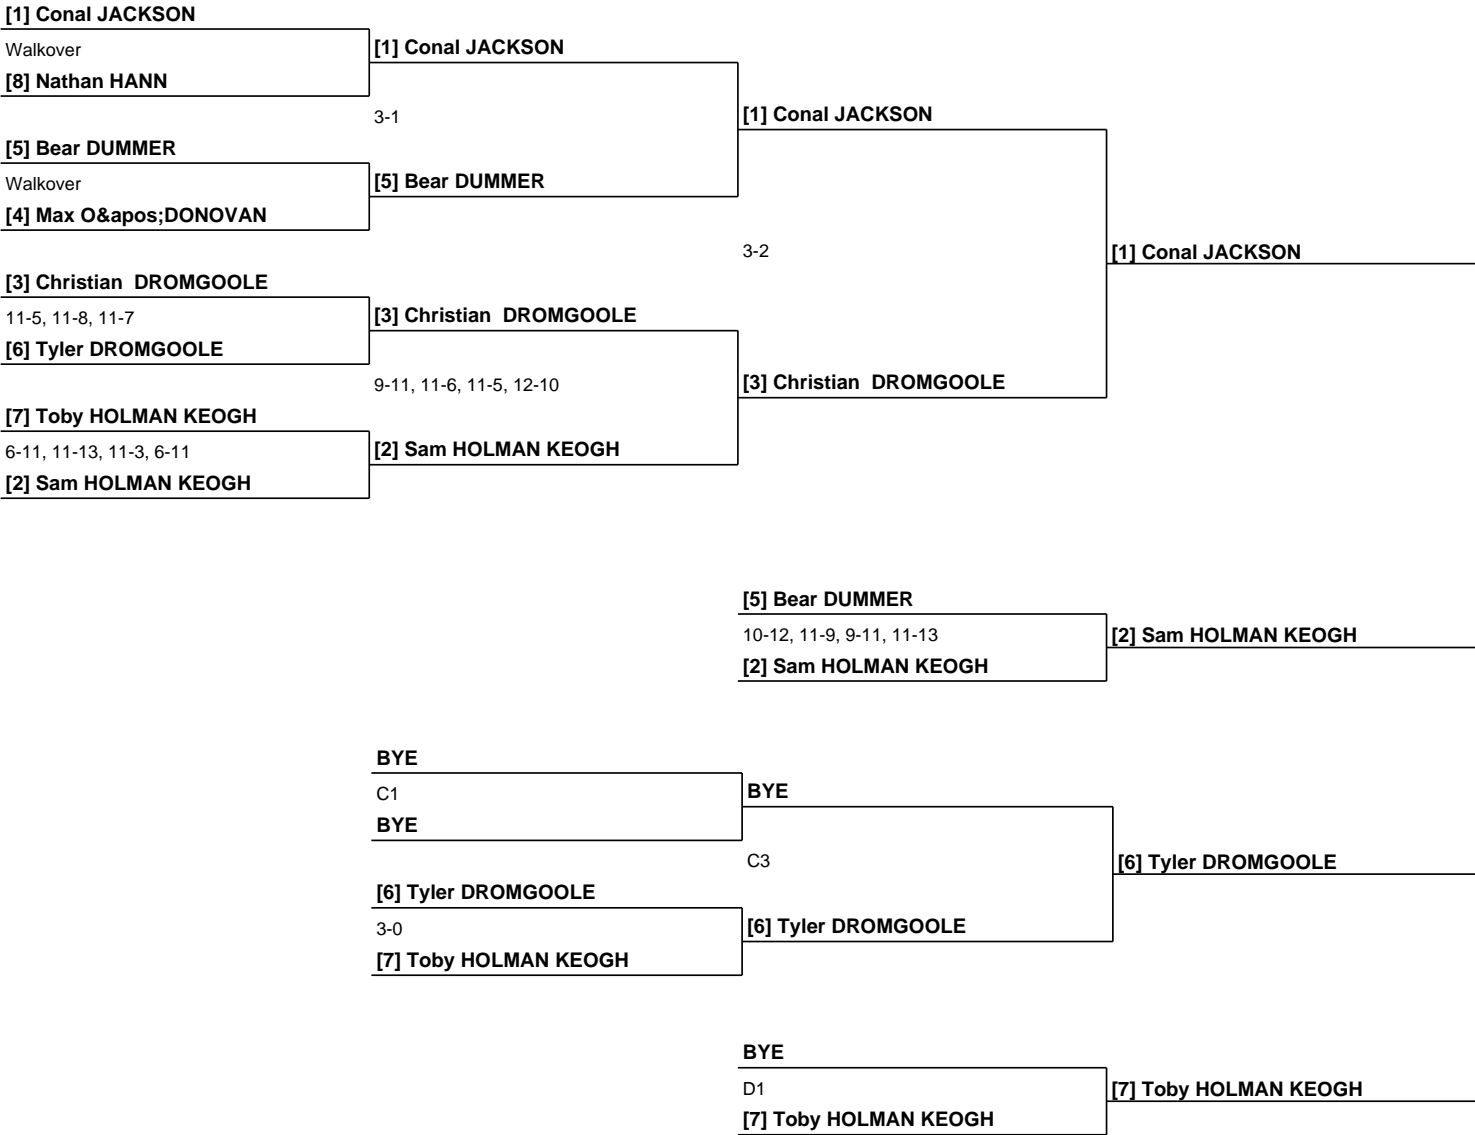 [1] Conal JACKSON
Walkover
[8] Nathan HANN
[1] Conal JACKSON
3-1
[5] Bear DUMMER
Walkover
[4] Max O&apos;DONOVAN
[5] Bear DUMMER
[1] Conal JACKSON
3-2
[1] Conal JACKSON
[3] Christian  DROMGOOLE
11-5, 11-8, 11-7
[6] Tyler DROMGOOLE
[3] Christian  DROMGOOLE
9-11, 11-6, 11-5, 12-10
[3] Christian  DROMGOOLE
[7] Toby HOLMAN KEOGH
6-11, 11-13, 11-3, 6-11
[2] Sam HOLMAN KEOGH
[2] Sam HOLMAN KEOGH
[5] Bear DUMMER
10-12, 11-9, 9-11, 11-13
[2] Sam HOLMAN KEOGH
[2] Sam HOLMAN KEOGH
BYE
C1
BYE
BYE
C3
[6] Tyler DROMGOOLE
[6] Tyler DROMGOOLE
3-0
[7] Toby HOLMAN KEOGH
[6] Tyler DROMGOOLE
BYE
D1
[7] Toby HOLMAN KEOGH
[7] Toby HOLMAN KEOGH